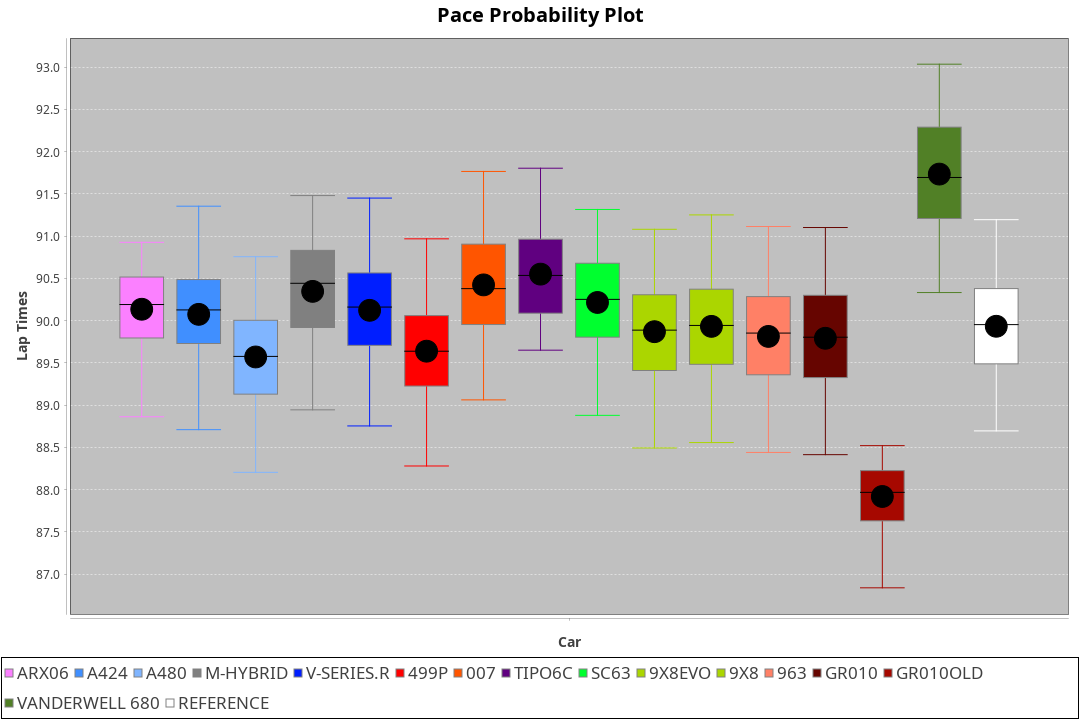 Pace Probability Plot
93.0
92.5
92.0
91.5
91.0
90.5
90.0
89.5
89.0
88.5
88.0
87.5
87.0
Lap Times
Car
ARX06 A424 A480 M-HYBRID V-SERIES.R 499P 007 TIPO6C SC63 9X8EVO 9X8 963 GR010 GR010OLD
VANDERWELL 680 REFERENCE